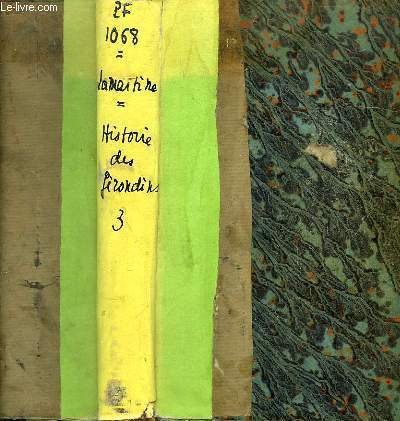 Le-livre.com
ZF
1068
=
Lamartine
=
Histoire
des
Girondins
3